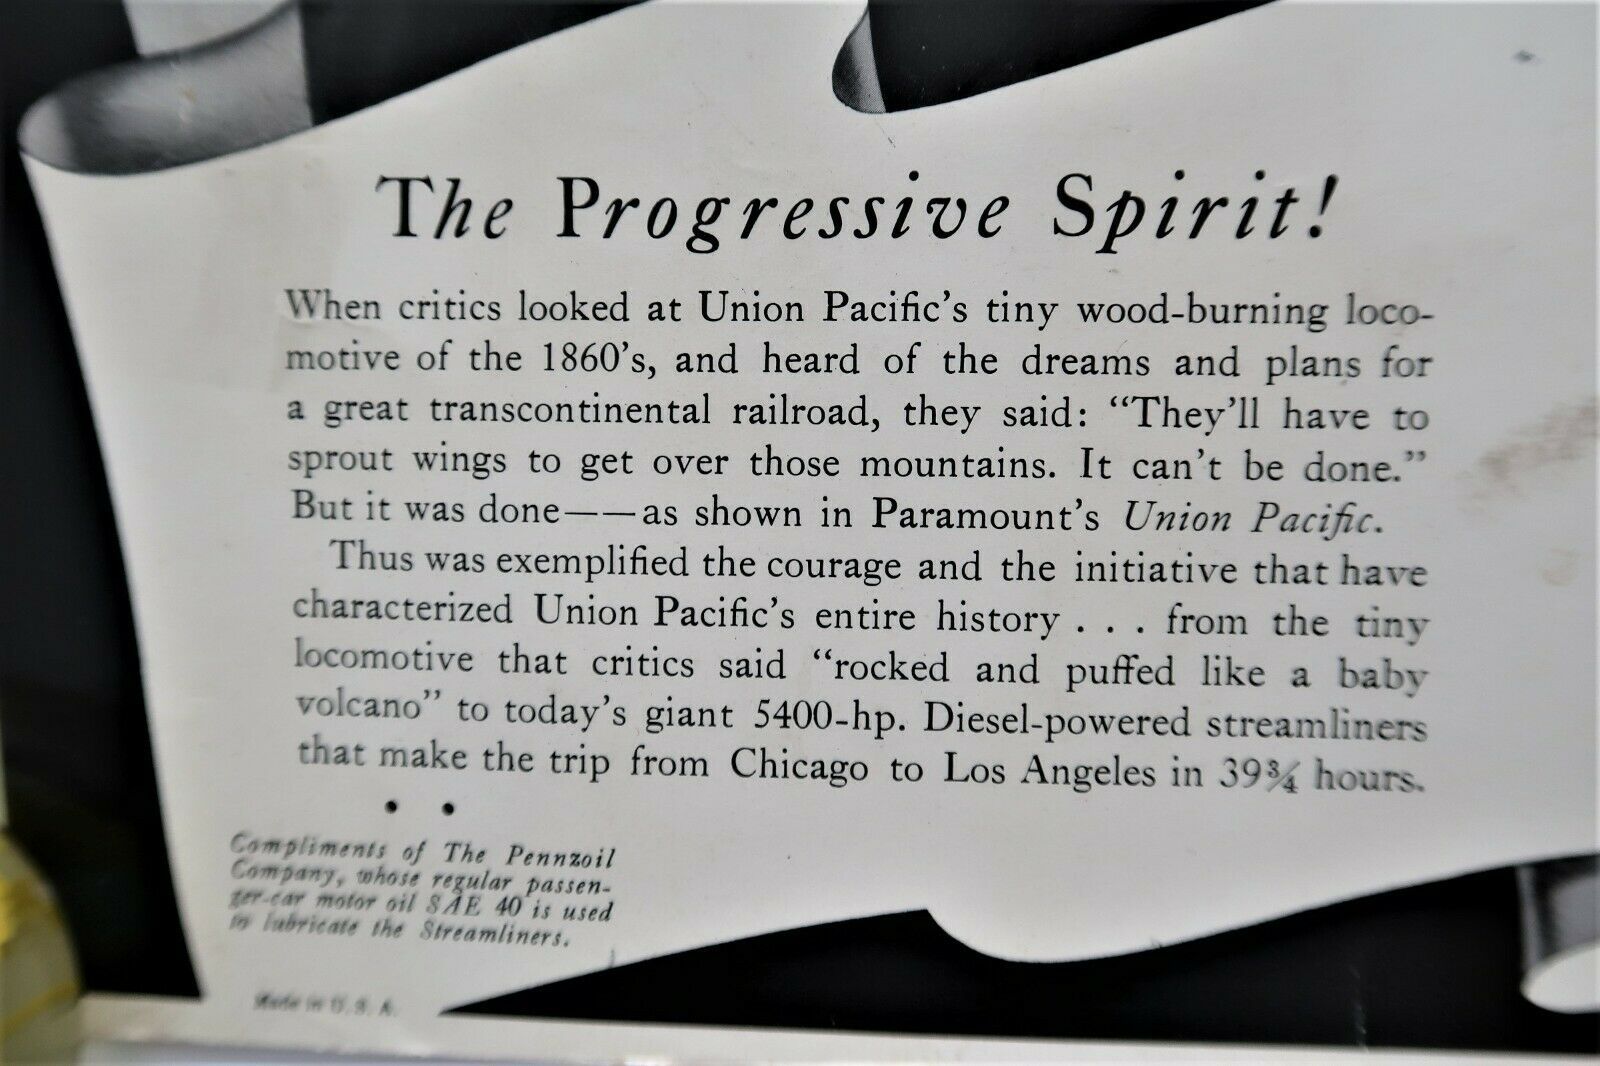 The Progressive Spirit!
When critics looked at Union Pacific's tiny wood-burning loco-
motive of the 1860's, and heard of the dreams and plans for
a great transcontinental railroad, they said: “They'll have to
sprout wings to get over those mountains. It can't be done.”
But it was done——as shown in Paramount's Union Pacific.
Thus was exemplified the courage and the initiative that have
characterized Union Pacific's entire history . . . from the tiny
locomotive that critics said “rocked and puffed like a baby
volcano” to today's giant 5400-hp. Diesel-powered streamliners
that make the trip from Chicago to Los Angeles in 39¾ hours.
• •
Compliments of The Pennzoil
Company, whose regular passen-
ger-car motor oil SAE 40 is used
to lubricate the Streamliners.
Made in U. S. A.